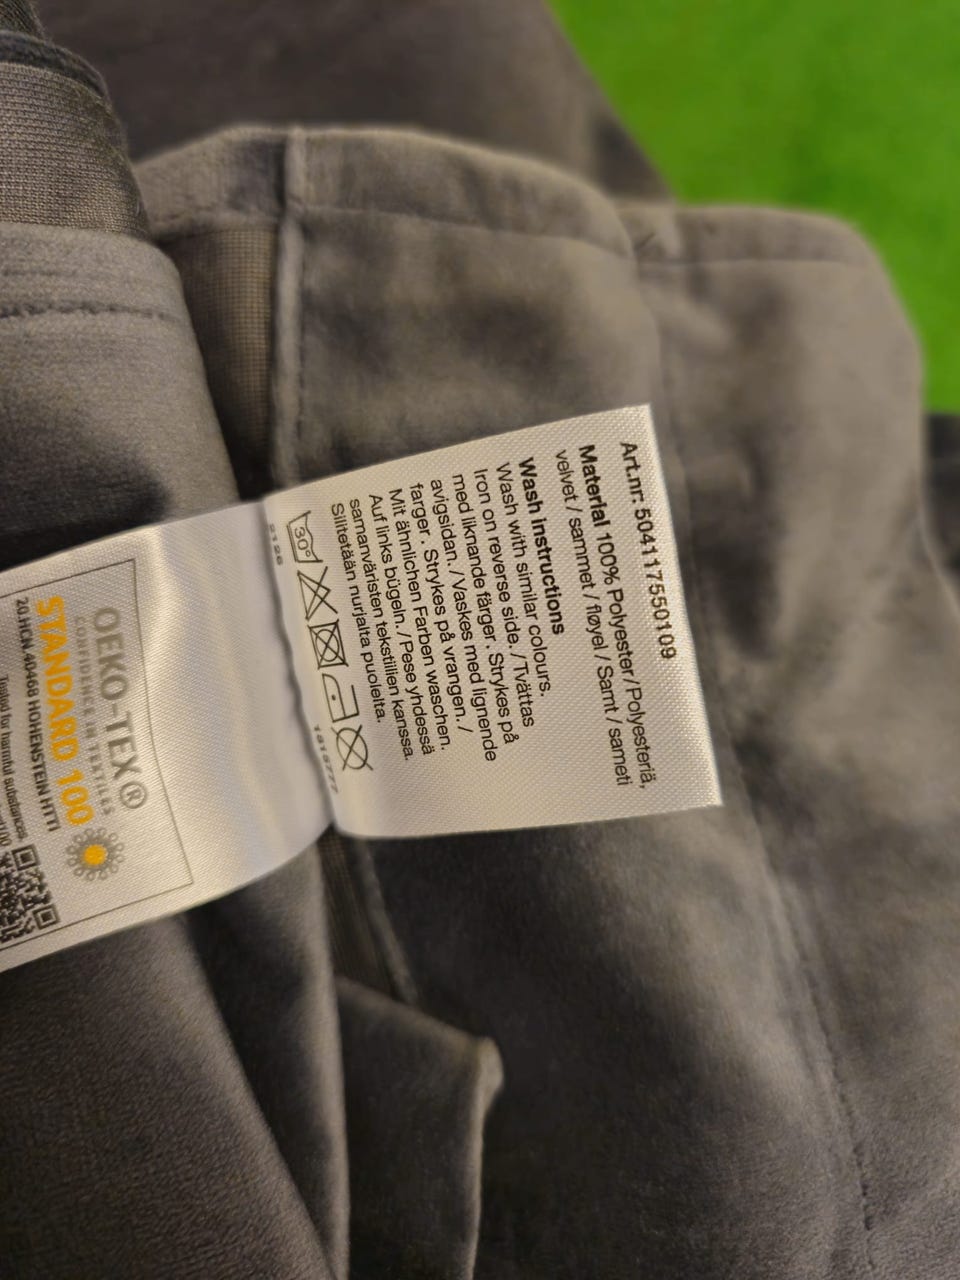 Art.nr: 504117550109
Material 100% Polyester/Polyesteriä,
velvet / sammet / fløyel / Samt / sameti
Wash instructions
Wash with similar colours.
Iron on reverse side. / Tvättas
med liknande färger. Strykes på
avigsidan. / Vaskes med lignende
farger. Strykes på vrangen. /
Mit ähnlichen Farben waschen.
Auf links bügeln. / Pese yhdessä
samanväristen tekstiilien kanssa.
Silitetään nurjalta puolelta.
30°
2126
1315777
OEKO-TEX®
CONFIDENCE IN TEXTILES
STANDARD 100
20.HCN.40468 HOHENSTEIN HTTI
Tested for harmful substances